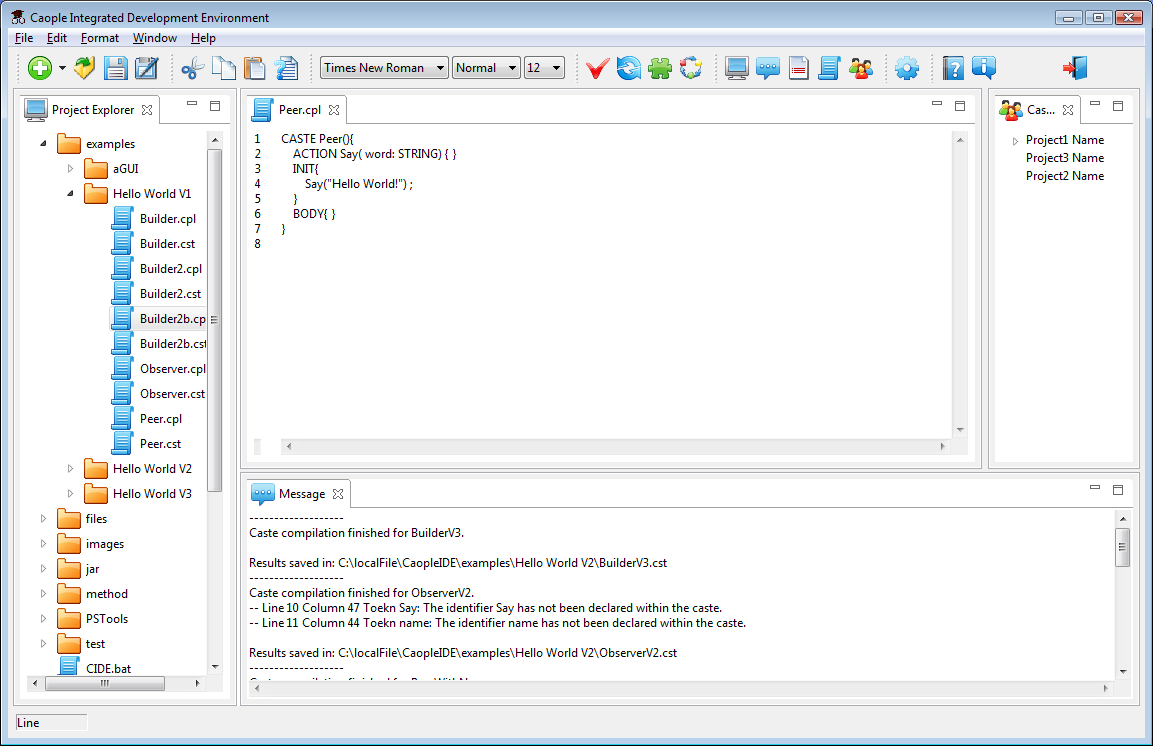 Caople Integrated Development Environment
File Edit Format Window Help
Times New Roman Normal 12
Project Explorer
examples
aGUI
Hello World V1
Builder.cpl
Builder.cst
Builder2.cpl
Builder2.cst
Builder2b.cp
Builder2b.cst
Observer.cpl
Observer.cst
Peer.cpl
Peer.cst
Hello World V2
Hello World V3
files
images
jar
method
PSTools
test
CIDE.bat
Peer.cpl
1 CASTE Peer(){
2 ACTION Say( word: STRING) { }
3 INIT{
4 Say("Hello World!") ;
5 }
6 BODY{ }
7 }
8
Cas...
Project1 Name
Project3 Name
Project2 Name
Message
-------------------
Caste compilation finished for BuilderV3.
Results saved in: C:\localFile\CaopleIDE\examples\Hello World V2\BuilderV3.cst
-------------------
Caste compilation finished for ObserverV2.
-- Line 10 Column 47 Toekn Say: The identifier Say has not been declared within the caste.
-- Line 11 Column 44 Toekn name: The identifier name has not been declared within the caste.
Results saved in: C:\localFile\CaopleIDE\examples\Hello World V2\ObserverV2.cst
-------------------
Line